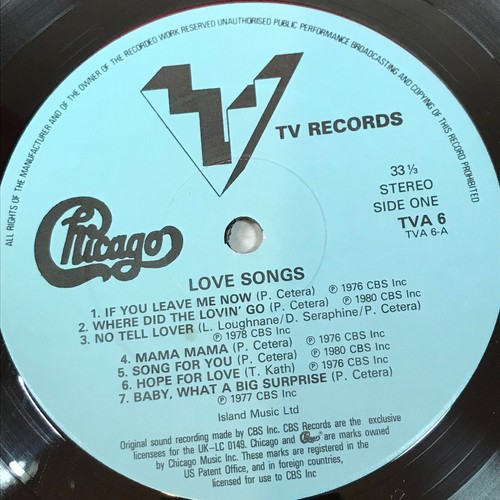 ALL RIGHTS OF THE MANUFACTURER AND OF THE OWNER OF THE RECORDED WORK RESERVED UNAUTHORISED PUBLIC PERFORMANCE BROADCASTING AND COPYING OF THIS RECORD PROHIBITED
TV
TV RECORDS
33 ⅓
STEREO
SIDE ONE
TVA 6
TVA 6-A
Chicago
LOVE SONGS
1. IF YOU LEAVE ME NOW (P. Cetera) ℗ 1976 CBS Inc
2. WHERE DID THE LOVIN' GO (P. Cetera) ℗ 1980 CBS Inc
3. NO TELL LOVER (L. Loughnane/D. Seraphine/P. Cetera)
℗ 1978 CBS Inc
4. MAMA MAMA (P. Cetera) ℗ 1976 CBS Inc
5. SONG FOR YOU (P. Cetera) ℗ 1980 CBS Inc
6. HOPE FOR LOVE (T. Kath) ℗ 1976 CBS Inc
7. BABY, WHAT A BIG SURPRISE (P. Cetera)
℗ 1977 CBS Inc
Island Music Ltd
Original sound recording made by CBS Inc. CBS Records are the exclusive
licensees for the UK-LC 0149. Chicago and Chicago are marks owned
by Chicago Music Inc. These marks are registered in the
US Patent Office, and in foreign countries,
licensed for use to CBS Inc